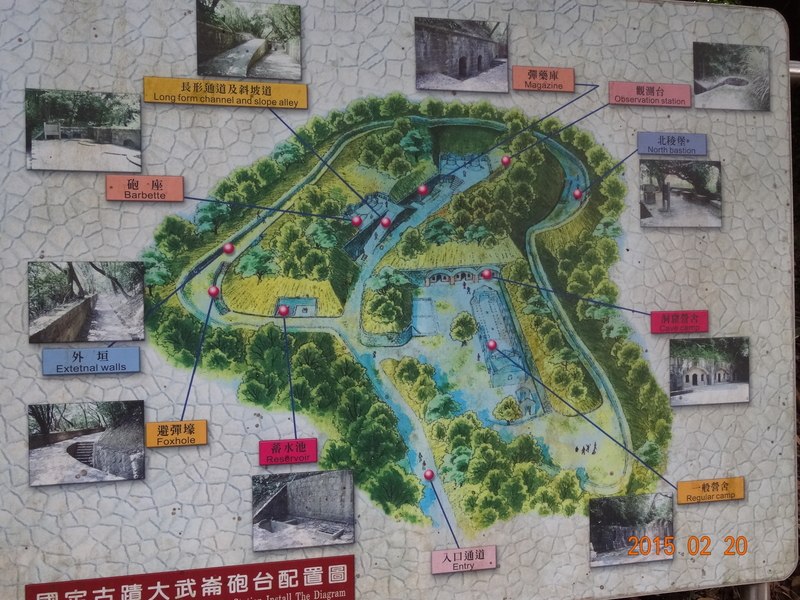 長形通道及斜坡道
Long form channel and slope alley
彈藥庫
Magazine
觀測台
Observation station
北稜堡
North bastion
砲座
Barbette
洞窟營舍
Cave camp
外垣
Extetnal walls
避彈壕
Foxhole
蓄水池
Reservoir
一般營舍
Regular camp
入口通道
Entry
2015 02 20
國定古蹟大武崙砲台配置圖
Station Install The Diagram